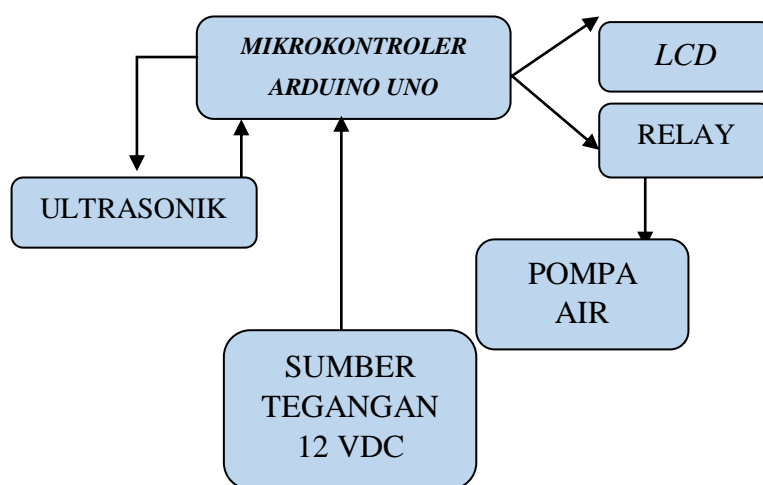 MIKROKONTROLER
ARDUINO UNO
LCD
RELAY
ULTRASONIK
POMPA
AIR
SUMBER
TEGANGAN
12 VDC